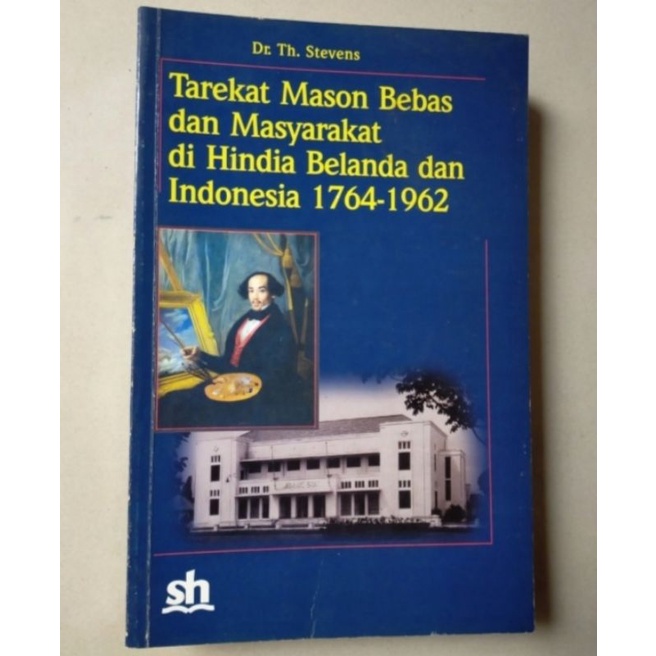 Dr. Th. Stevens
Tarekat Mason Bebas
dan Masyarakat
di Hindia Belanda dan
Indonesia 1764-1962
sh